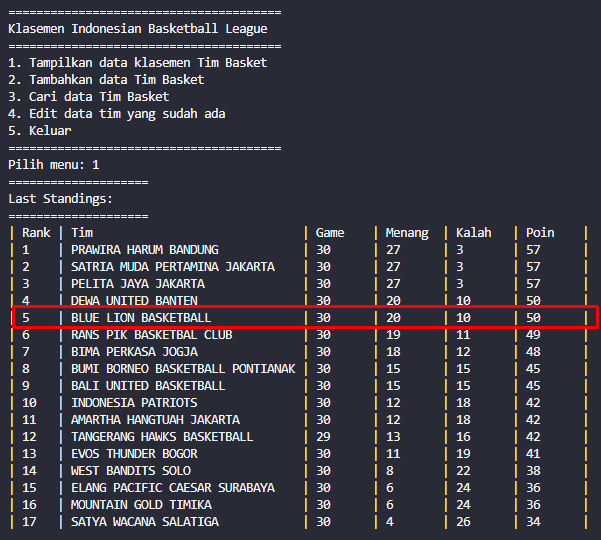 =======================================
Klasemen Indonesian Basketball League
=======================================
1. Tampilkan data klasemen Tim Basket
2. Tambahkan data Tim Basket
3. Cari data Tim Basket
4. Edit data tim yang sudah ada
5. Keluar
=======================================
Pilih menu: 1
====================
Last Standings:
====================
| Rank | Tim | Game | Menang | Kalah | Poin |
| 1 | PRAWIRA HARUM BANDUNG | 30 | 27 | 3 | 57 |
| 2 | SATRIA MUDA PERTAMINA JAKARTA | 30 | 27 | 3 | 57 |
| 3 | PELITA JAYA JAKARTA | 30 | 27 | 3 | 57 |
| 4 | DEWA UNITED BANTEN | 30 | 20 | 10 | 50 |
| 5 | BLUE LION BASKETBALL | 30 | 20 | 10 | 50 |
| 6 | RANS PIK BASKETBAL CLUB | 30 | 19 | 11 | 49 |
| 7 | BIMA PERKASA JOGJA | 30 | 18 | 12 | 48 |
| 8 | BUMI BORNEO BASKETBALL PONTIANAK | 30 | 15 | 15 | 45 |
| 9 | BALI UNITED BASKETBALL | 30 | 15 | 15 | 45 |
| 10 | INDONESIA PATRIOTS | 30 | 12 | 18 | 42 |
| 11 | AMARTHA HANGTUAH JAKARTA | 30 | 12 | 18 | 42 |
| 12 | TANGERANG HAWKS BASKETBALL | 29 | 13 | 16 | 42 |
| 13 | EVOS THUNDER BOGOR | 30 | 11 | 19 | 41 |
| 14 | WEST BANDITS SOLO | 30 | 8 | 22 | 38 |
| 15 | ELANG PACIFIC CAESAR SURABAYA | 30 | 6 | 24 | 36 |
| 16 | MOUNTAIN GOLD TIMIKA | 30 | 6 | 24 | 36 |
| 17 | SATYA WACANA SALATIGA | 30 | 4 | 26 | 34 |